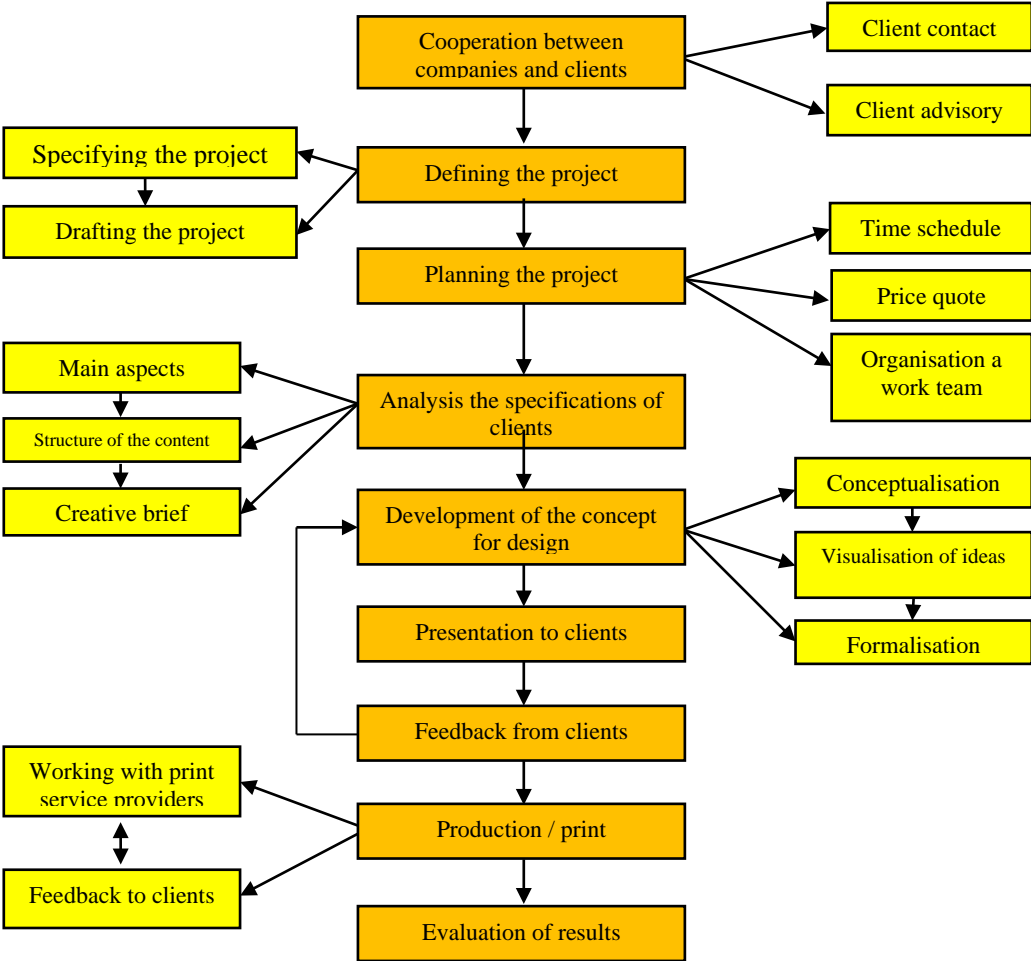 Cooperation between
companies and clients
Client contact
Client advisory
Specifying the project
Drafting the project
Defining the project
Planning the project
Time schedule
Price quote
Organisation a
work team
Main aspects
Structure of the content
Creative brief
Analysis the specifications of
clients
Development of the concept
for design
Conceptualisation
Visualisation of ideas
Formalisation
Presentation to clients
Feedback from clients
Working with print
service providers
Feedback to clients
Production / print
Evaluation of results